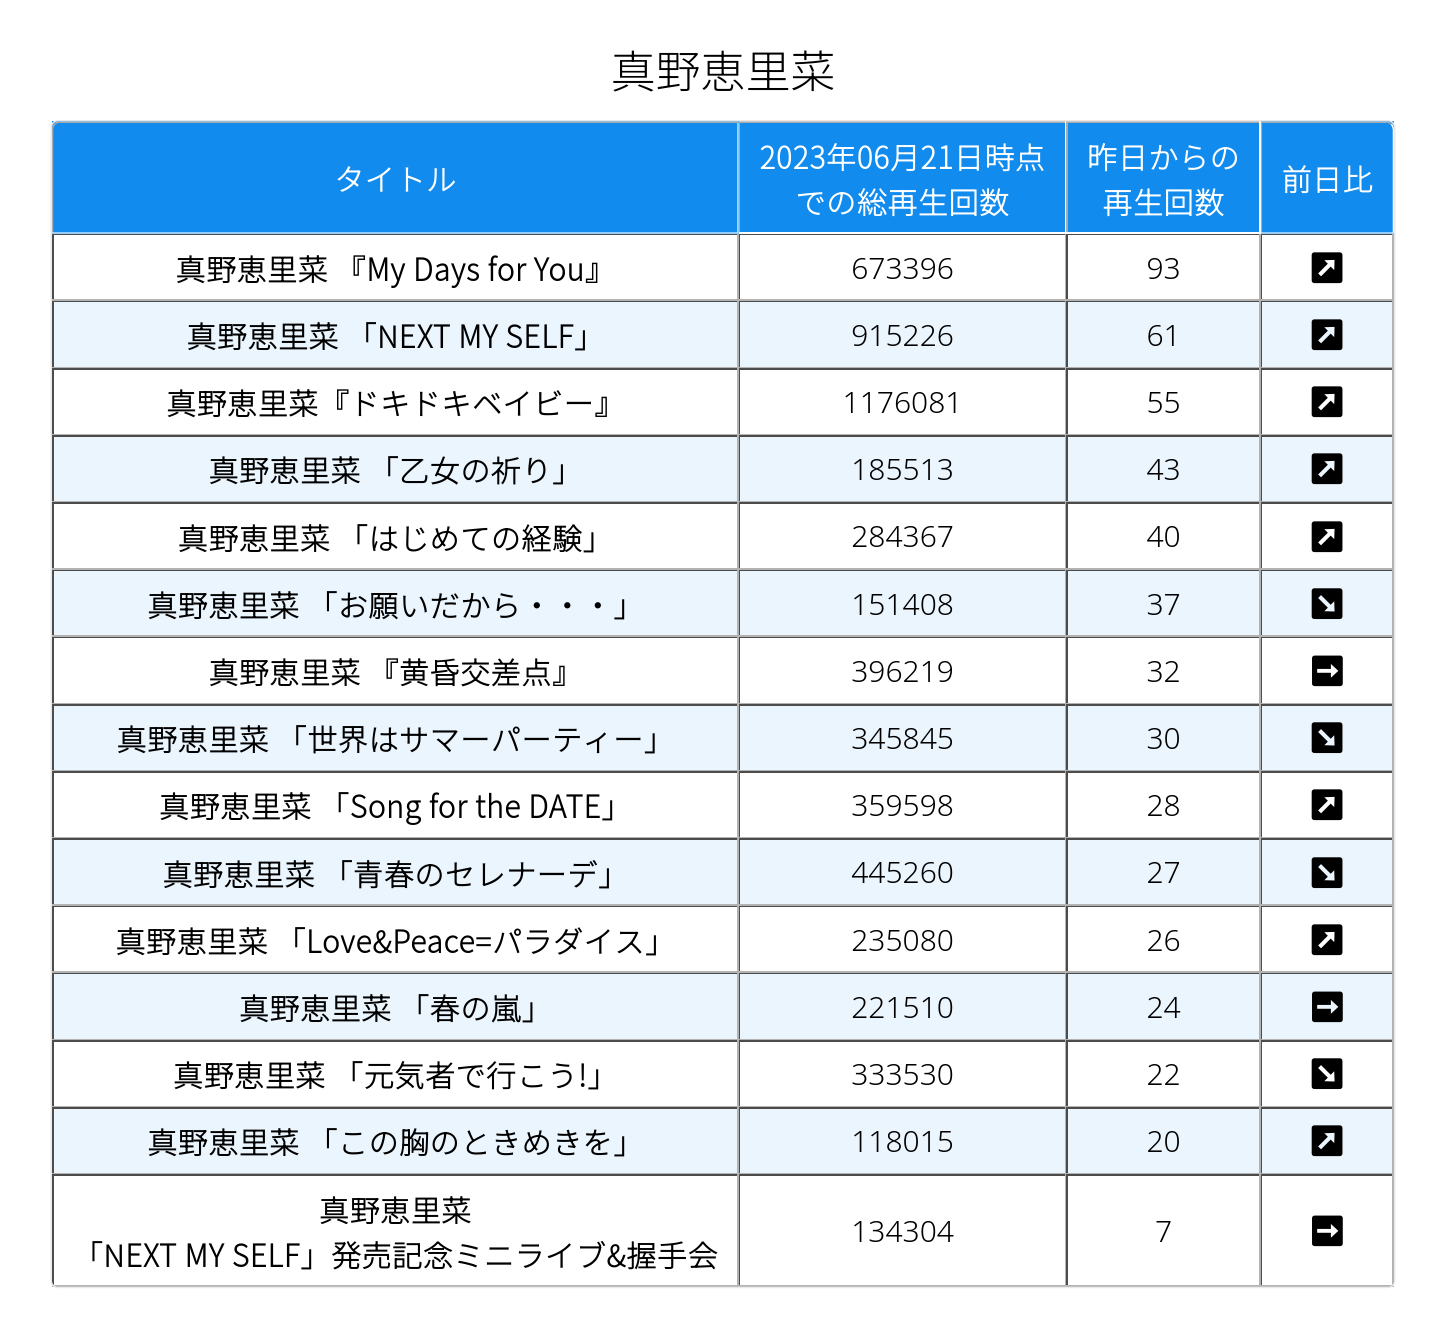 真野恵里菜
タイトル
2023年06月21日時点
での総再生回数
昨日からの
再生回数
前日比
真野恵里菜 『My Days for You』 673396 93
真野恵里菜 「NEXT MY SELF」 915226 61
真野恵里菜『ドキドキベイビー』 1176081 55
真野恵里菜 「乙女の祈り」 185513 43
真野恵里菜 「はじめての経験」 284367 40
真野恵里菜 「お願いだから・・・」 151408 37
真野恵里菜 『黄昏交差点』 396219 32
真野恵里菜 「世界はサマーパーティー」 345845 30
真野恵里菜 「Song for the DATE」 359598 28
真野恵里菜 「青春のセレナーデ」 445260 27
真野恵里菜 「Love&Peace=パラダイス」 235080 26
真野恵里菜 「春の嵐」 221510 24
真野恵里菜 「元気者で行こう!」 333530 22
真野恵里菜 「この胸のときめきを」 118015 20
真野恵里菜
「NEXT MY SELF」発売記念ミニライブ&握手会 134304 7